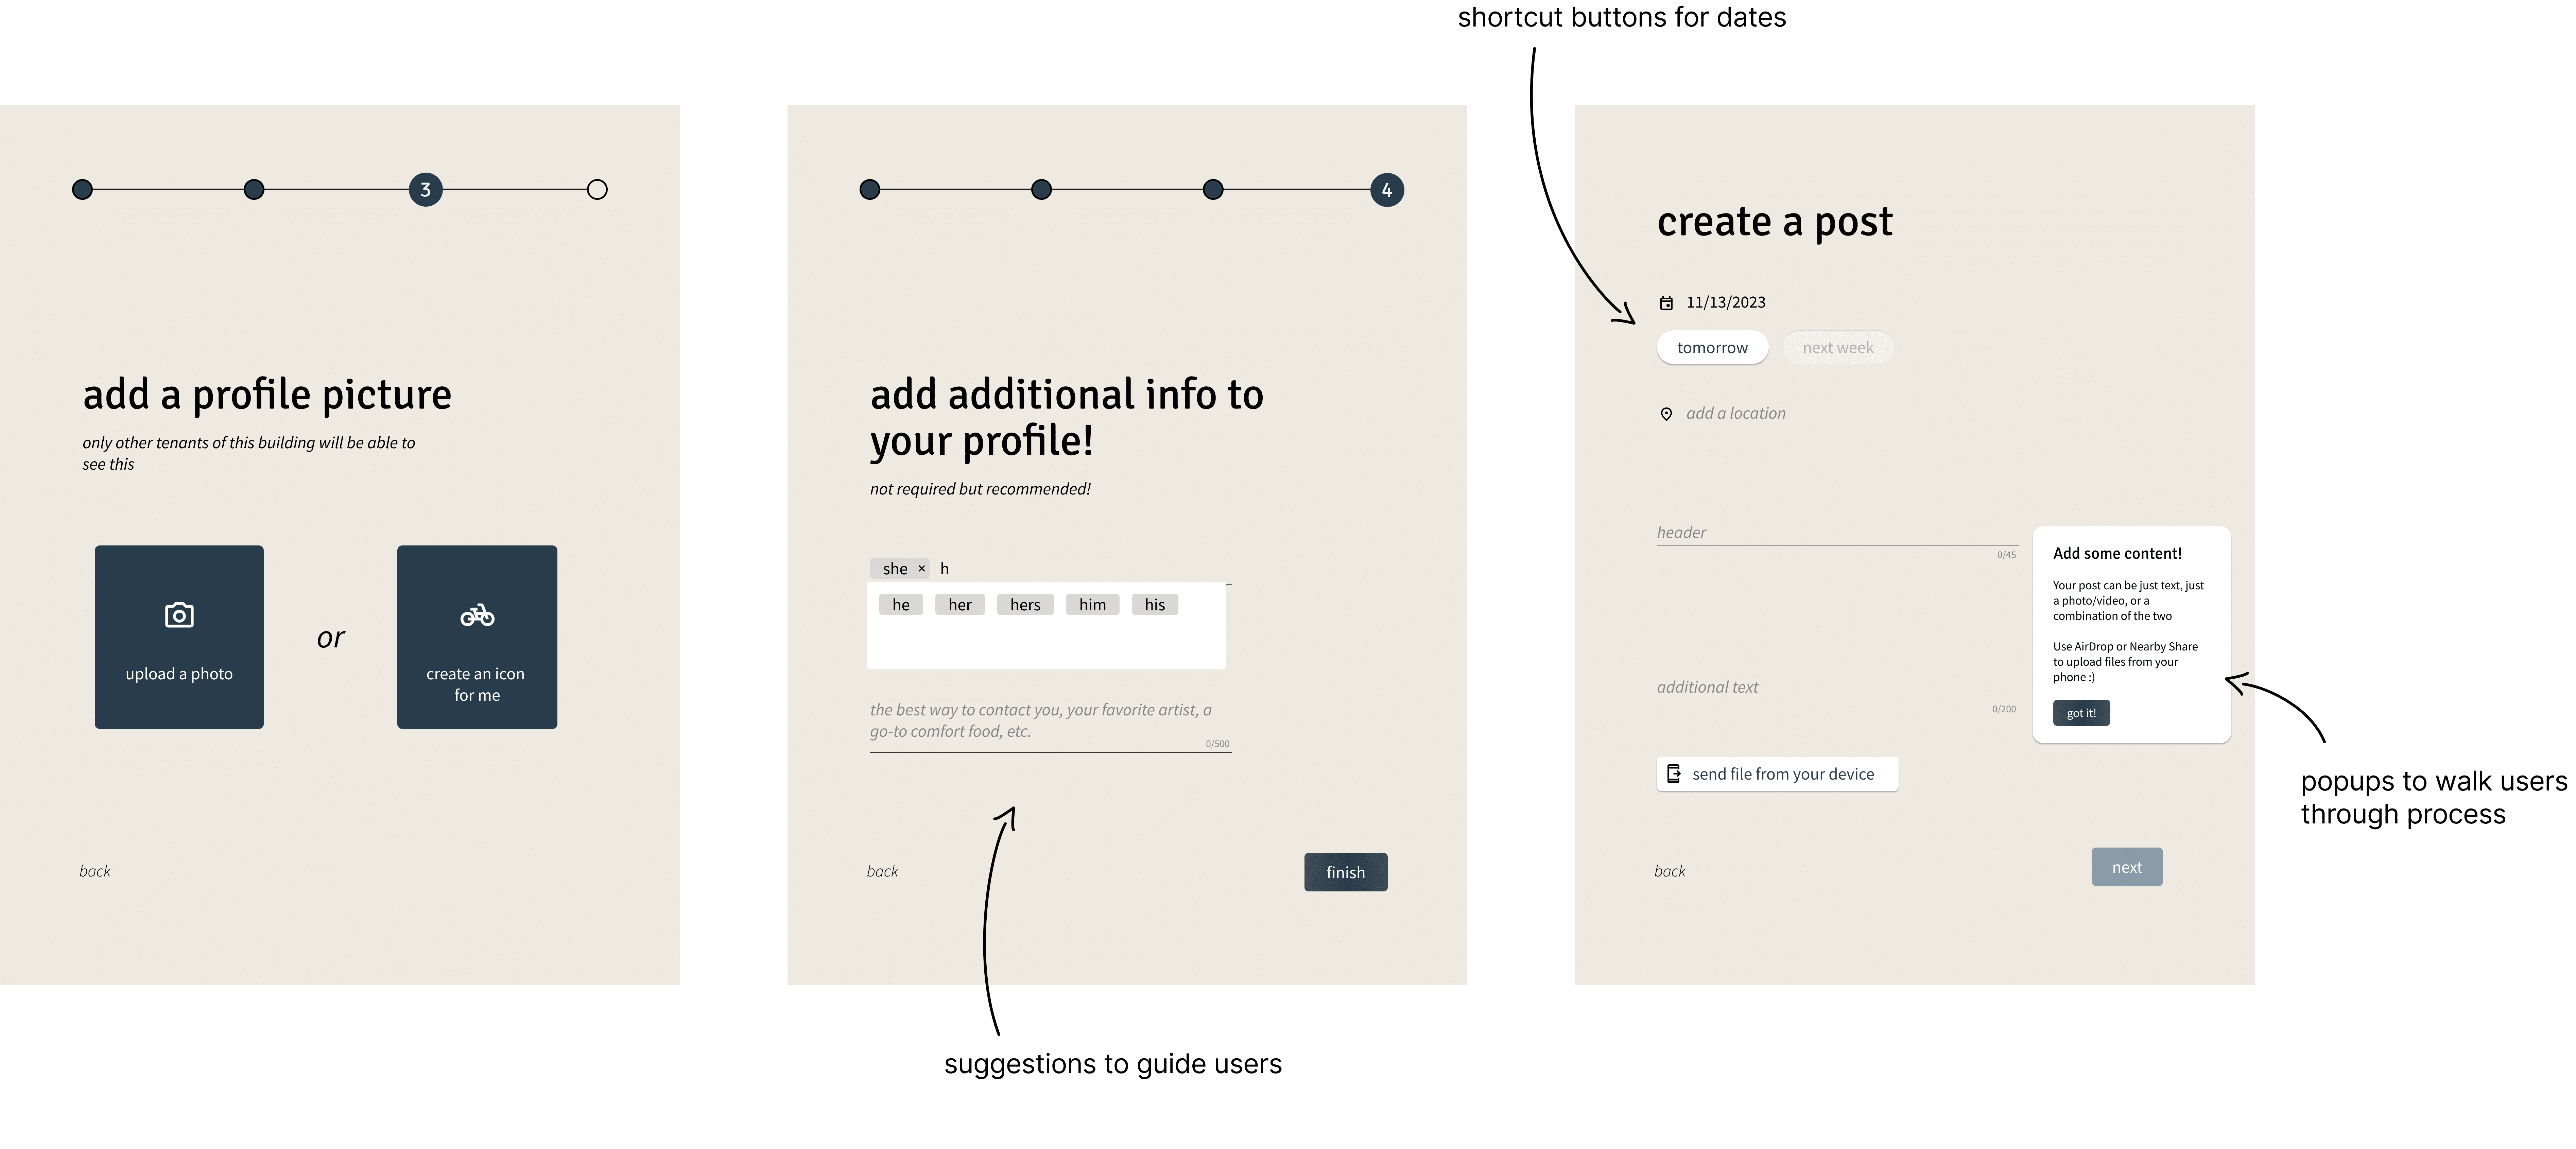 shortcut buttons for dates
3
add a profile picture
only other tenants of this building will be able to
see this
upload a photo
or
create an icon
for me
back
4
add additional info to
your profile!
not required but recommended!
she × h
he her hers him his
the best way to contact you, your favorite artist, a
go-to comfort food, etc.
0/500
back
finish
suggestions to guide users
create a post
11/13/2023
tomorrow next week
add a location
header
0/45
additional text
0/200
send file from your device
Add some content!
Your post can be just text, just
a photo/video, or a
combination of the two
Use AirDrop or Nearby Share
to upload files from your
phone :)
got it!
back
next
popups to walk users
through process